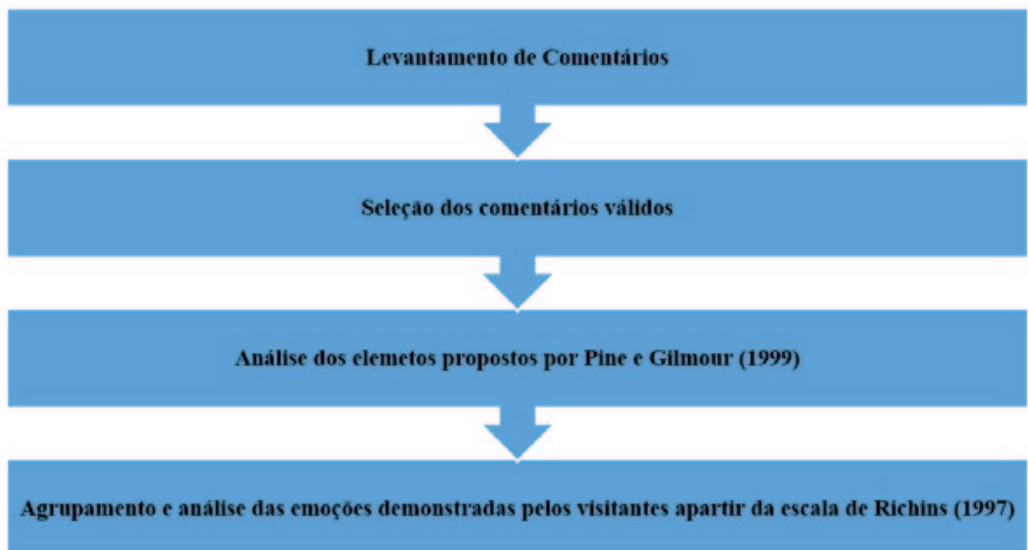 Levantamento de Comentários
Seleção dos comentários válidos
Análise dos elemetos propostos por Pine e Gilmour (1999)
Agrupamento e análise das emoções demonstradas pelos visitantes apartir da escala de Richins (1997)